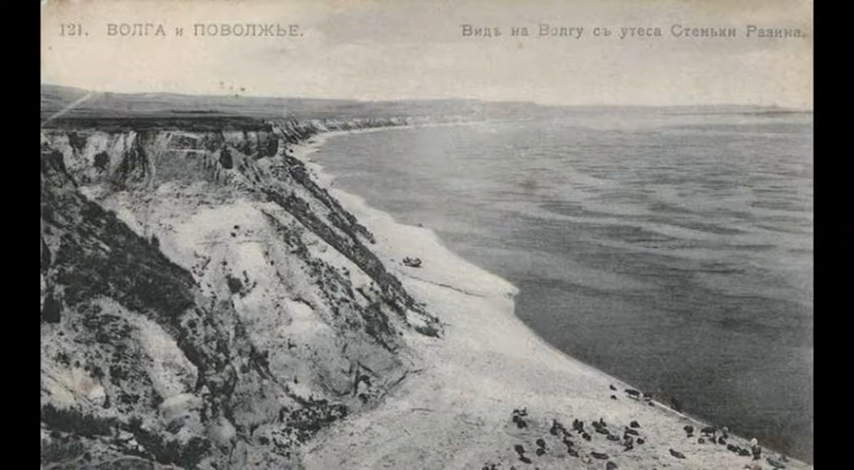 121. ВОЛГА и ПОВОЛЖЬЕ.
Видъ на Волгу съ утеса Стеньки Разина.